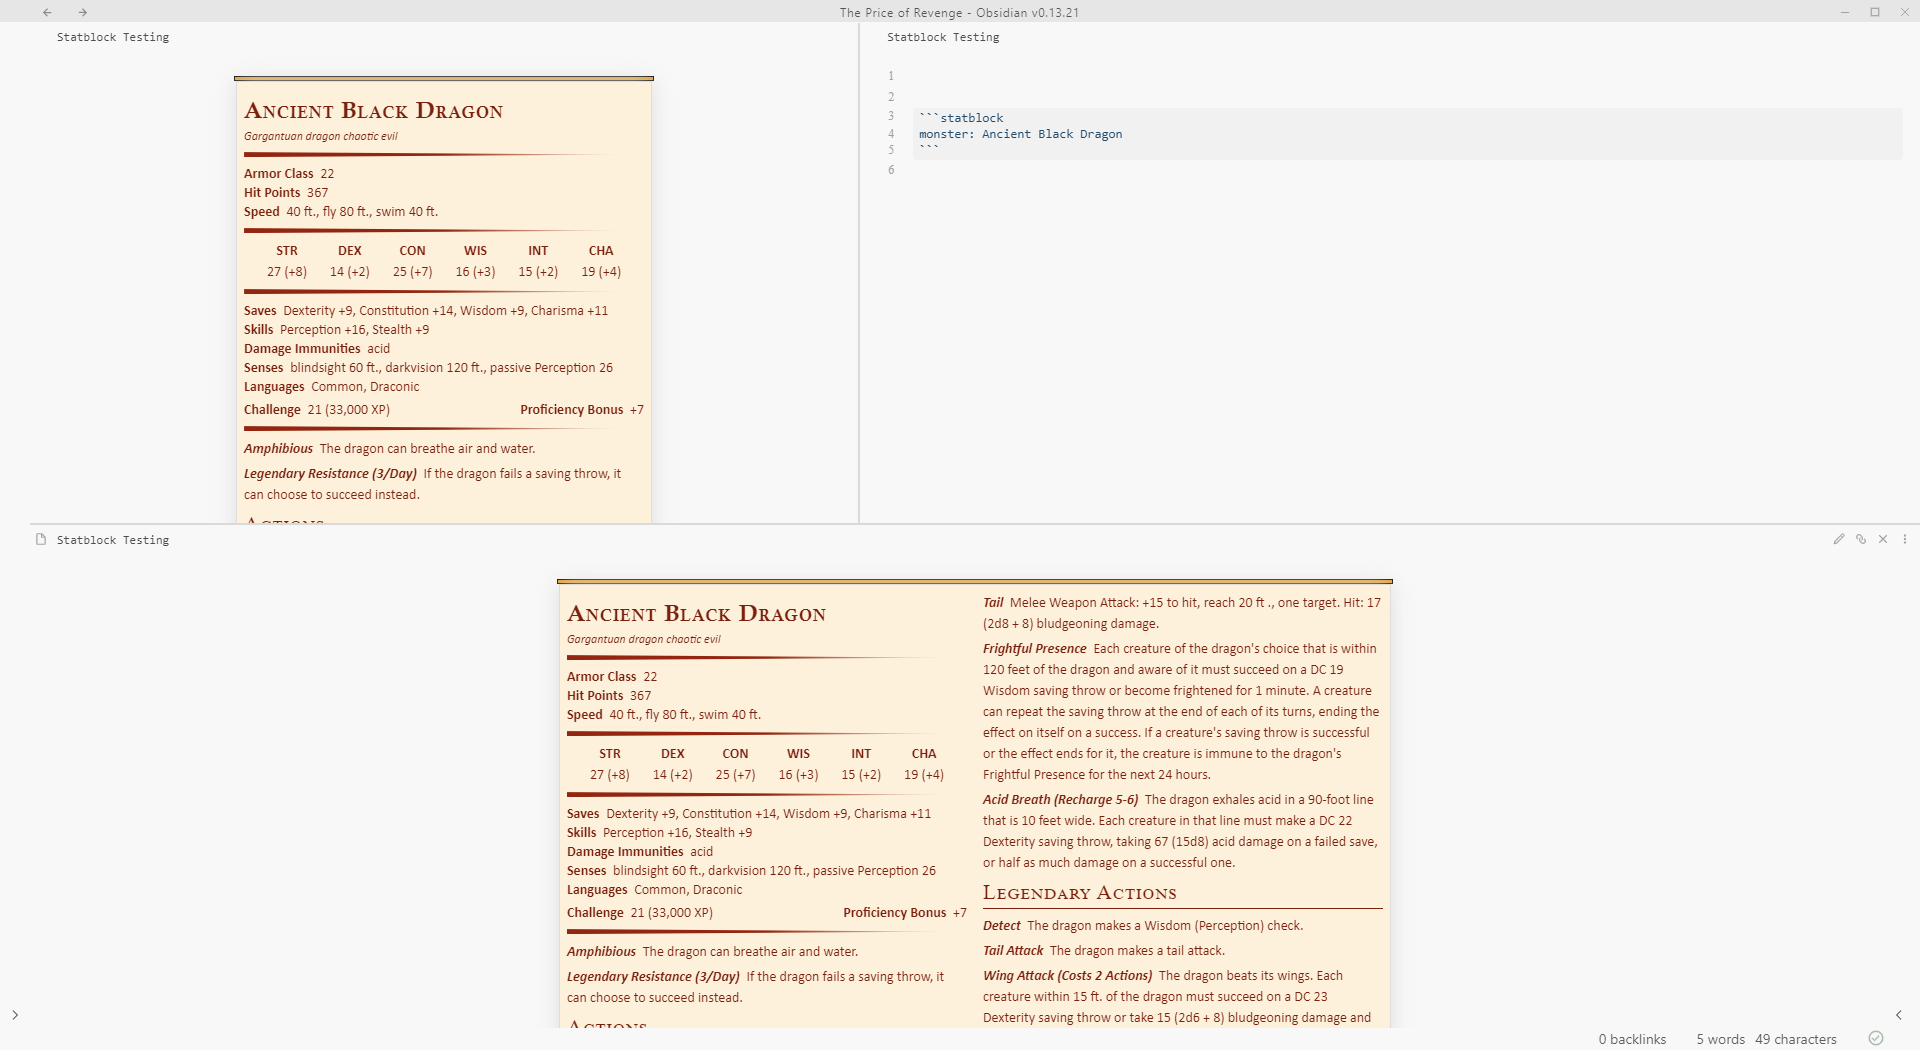 The Price of Revenge - Obsidian v0.13.21
Statblock Testing
Ancient Black Dragon
Gargantuan dragon chaotic evil
Armor Class 22
Hit Points 367
Speed 40 ft., fly 80 ft., swim 40 ft.
STR DEX CON WIS INT CHA
27 (+8) 14 (+2) 25 (+7) 16 (+3) 15 (+2) 19 (+4)
Saves Dexterity +9, Constitution +14, Wisdom +9, Charisma +11
Skills Perception +16, Stealth +9
Damage Immunities acid
Senses blindsight 60 ft., darkvision 120 ft., passive Perception 26
Languages Common, Draconic
Challenge 21 (33,000 XP) Proficiency Bonus +7
Amphibious The dragon can breathe air and water.
Legendary Resistance (3/Day) If the dragon fails a saving throw, it
can choose to succeed instead.
Actions
Statblock Testing
1
2
3 ```statblock
4 monster: Ancient Black Dragon
5 ```
6
Statblock Testing
Ancient Black Dragon
Gargantuan dragon chaotic evil
Armor Class 22
Hit Points 367
Speed 40 ft., fly 80 ft., swim 40 ft.
STR DEX CON WIS INT CHA
27 (+8) 14 (+2) 25 (+7) 16 (+3) 15 (+2) 19 (+4)
Saves Dexterity +9, Constitution +14, Wisdom +9, Charisma +11
Skills Perception +16, Stealth +9
Damage Immunities acid
Senses blindsight 60 ft., darkvision 120 ft., passive Perception 26
Languages Common, Draconic
Challenge 21 (33,000 XP) Proficiency Bonus +7
Amphibious The dragon can breathe air and water.
Legendary Resistance (3/Day) If the dragon fails a saving throw, it
can choose to succeed instead.
Actions
Tail Melee Weapon Attack: +15 to hit, reach 20 ft ., one target. Hit: 17
(2d8 + 8) bludgeoning damage.
Frightful Presence Each creature of the dragon's choice that is within
120 feet of the dragon and aware of it must succeed on a DC 19
Wisdom saving throw or become frightened for 1 minute. A creature
can repeat the saving throw at the end of each of its turns, ending the
effect on itself on a success. If a creature's saving throw is successful
or the effect ends for it, the creature is immune to the dragon's
Frightful Presence for the next 24 hours.
Acid Breath (Recharge 5-6) The dragon exhales acid in a 90-foot line
that is 10 feet wide. Each creature in that line must make a DC 22
Dexterity saving throw, taking 67 (15d8) acid damage on a failed save,
or half as much damage on a successful one.
Legendary Actions
Detect The dragon makes a Wisdom (Perception) check.
Tail Attack The dragon makes a tail attack.
Wing Attack (Costs 2 Actions) The dragon beats its wings. Each
creature within 15 ft. of the dragon must succeed on a DC 23
Dexterity saving throw or take 15 (2d6 + 8) bludgeoning damage and
0 backlinks 5 words 49 characters